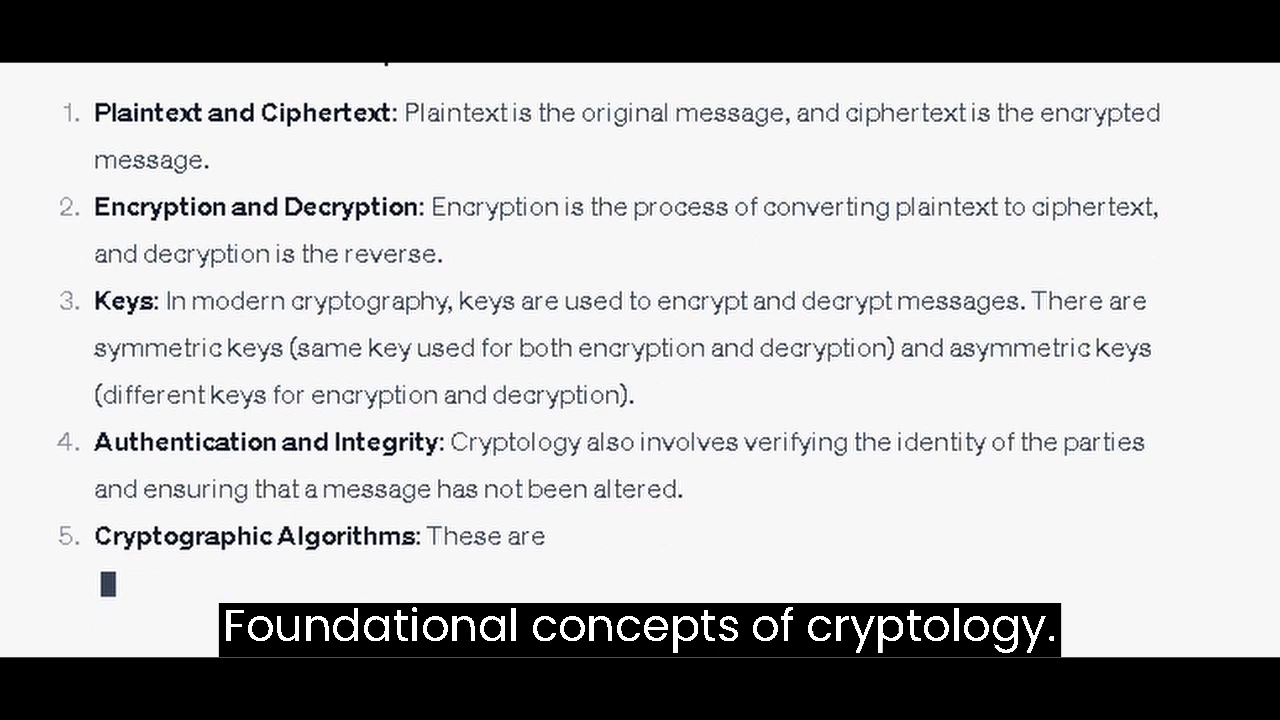 1. Plaintext and Ciphertext: Plaintext is the original message, and ciphertext is the encrypted
message.
2. Encryption and Decryption: Encryption is the process of converting plaintext to ciphertext,
and decryption is the reverse.
3. Keys: In modern cryptography, keys are used to encrypt and decrypt messages. There are
symmetric keys (same key used for both encryption and decryption) and asymmetric keys
(different keys for encryption and decryption).
4. Authentication and Integrity: Cryptology also involves verifying the identity of the parties
and ensuring that a message has not been altered.
5. Cryptographic Algorithms: These are
Foundational concepts of cryptology.